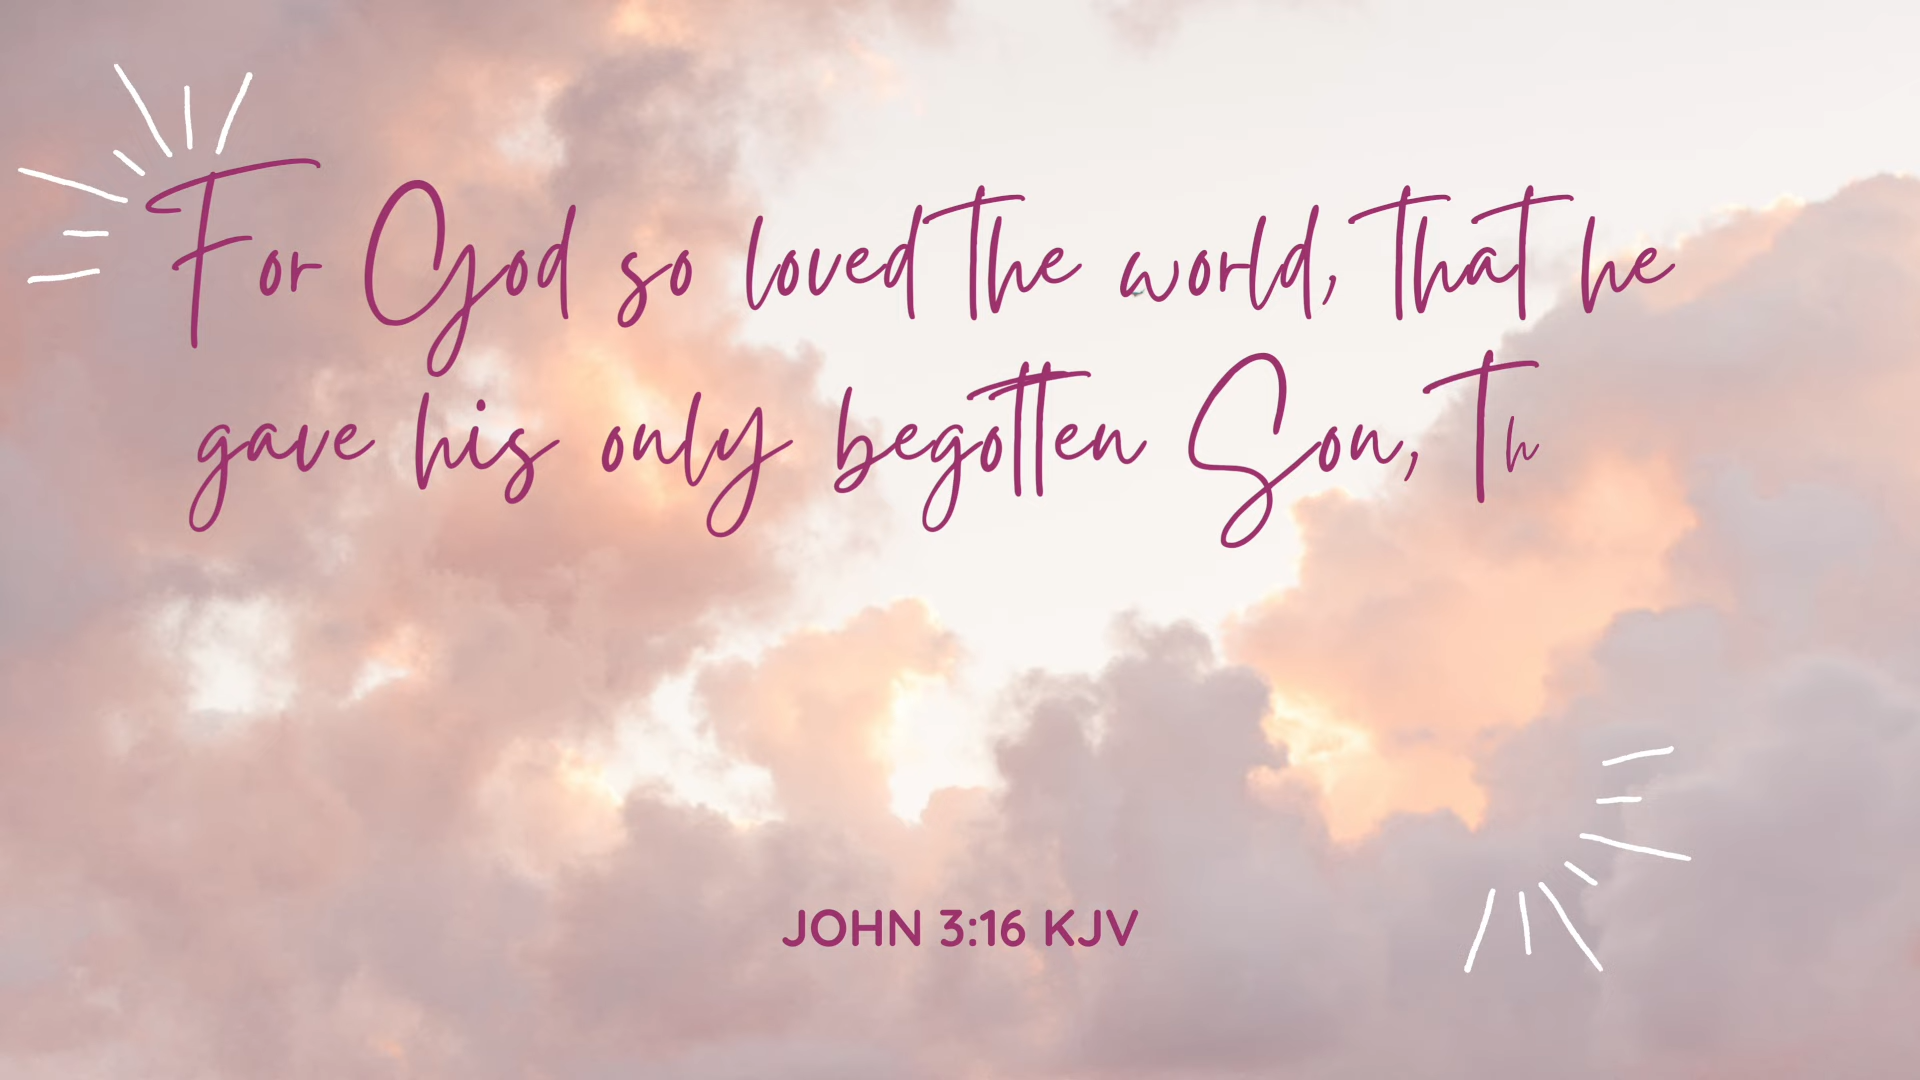 For God so loved the world, that he
gave his only begotten Son, th
JOHN 3:16 KJV